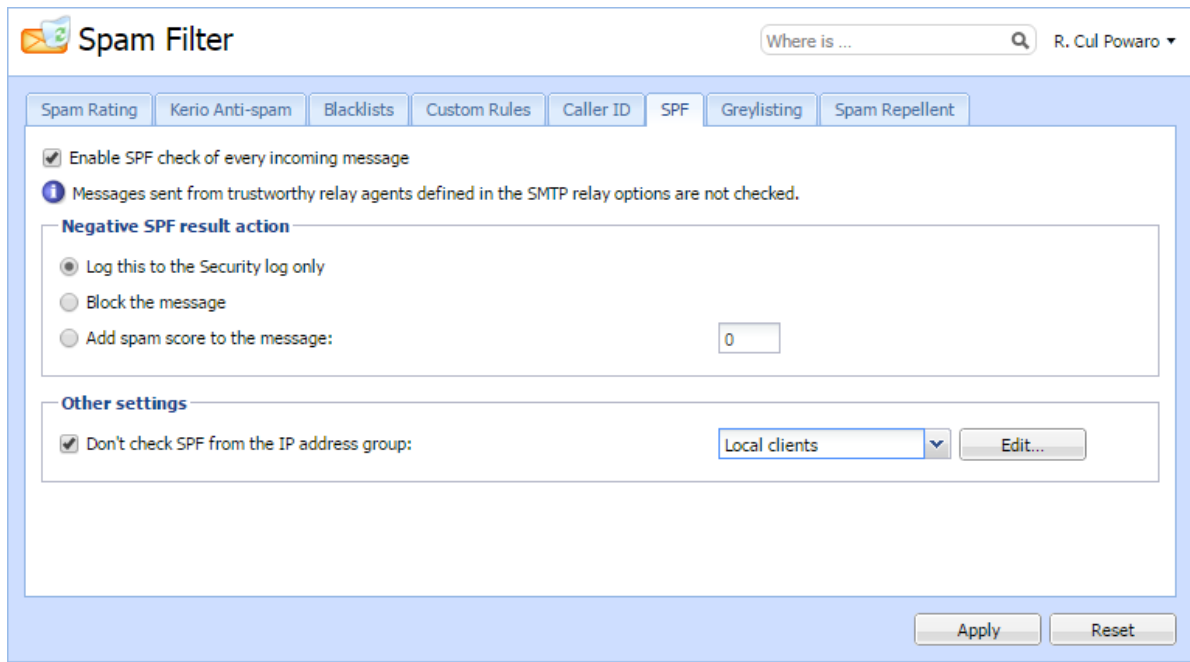 Spam Filter
Where is ...
R. Cul Powaro
Spam Rating
Kerio Anti-spam
Blacklists
Custom Rules
Caller ID
SPF
Greylisting
Spam Repellent
Enable SPF check of every incoming message
Messages sent from trustworthy relay agents defined in the SMTP relay options are not checked.
Negative SPF result action
Log this to the Security log only
Block the message
Add spam score to the message:
0
Other settings
Don't check SPF from the IP address group:
Local clients
Edit...
Apply
Reset